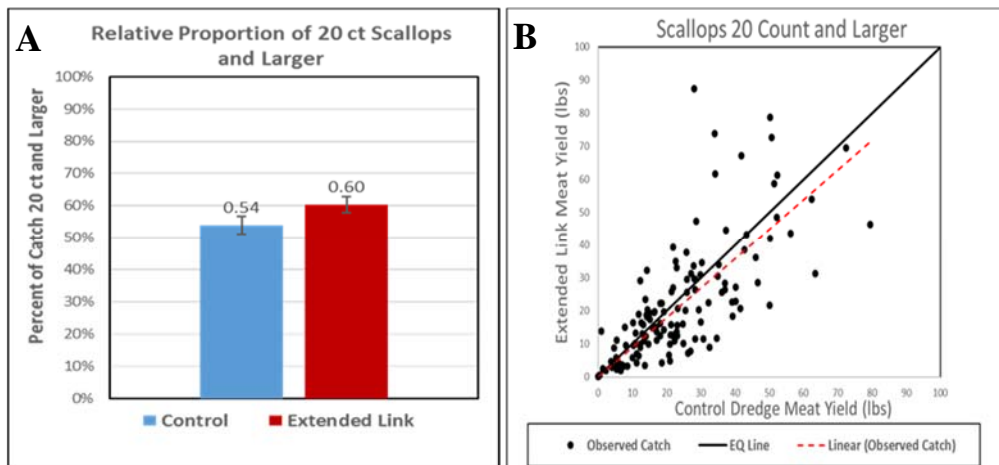 A
Relative Proportion of 20 ct Scallops
and Larger
Percent of Catch 20 ct and Larger
100%
90%
80%
70%
60%
50%
40%
30%
20%
10%
0%
0.54
0.60
Control
Extended Link
B
Scallops 20 Count and Larger
Extended Link Meat Yield (lbs)
100
90
80
70
60
50
40
30
20
10
0
0 10 20 30 40 50 60 70 80 90 100
Control Dredge Meat Yield (lbs)
Observed Catch EQ Line Linear (Observed Catch)